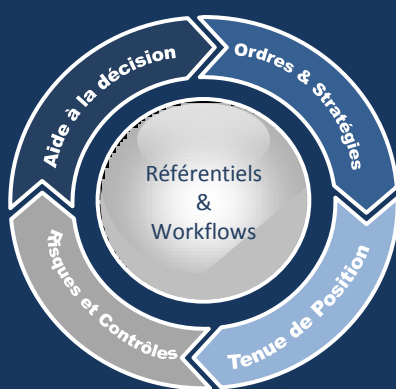 Aide à la décision
Ordres & Stratégies
Référentiels
&
Workflows
Risques et Contrôles
Tenue de Position